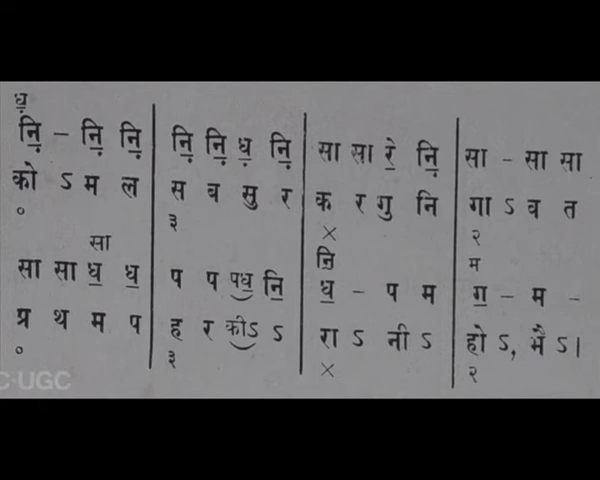 ध़॒
नि़॒ - नि़॒ नि़॒ | नि़॒ नि़॒ ध़॒ नि़॒ | सा सा रे॒ नि़॒ | सा - सा सा
को ऽ म ल | स ब सु र | क र गु नि | गा ऽ व त
० | ३ | × | २
सा | | नि॒ | म
सा सा ध॒ ध॒ | प प पध॒ नि॒ | ध॒ - प म | ग॒ - म -
प्र थ म प | ह र कीऽ ऽ | रा ऽ नी ऽ | हो ऽ, भै ऽ।
० | ३ | × | २
C-UGC